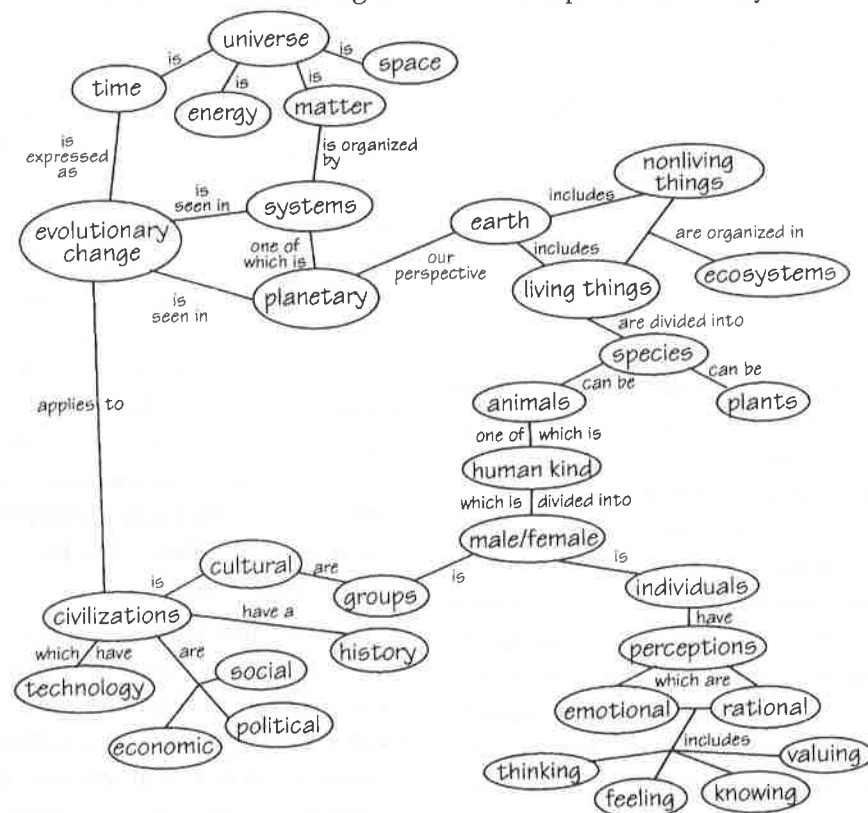 universe
is
is
is
is
time
energy
matter
space
is
expressed
as
is organized
by
is
seen in
evolutionary
change
systems
one of
which is
is
seen in
planetary
our
perspective
earth
includes
includes
nonliving
things
living things
are organized in
ecosystems
are divided into
species
can be
can be
animals
plants
one of which is
human kind
which is divided into
male/female
is
is
applies to
cultural
are
groups
is
civilizations
have a
history
which have
technology
are
social
political
economic
individuals
have
perceptions
which are
emotional
rational
includes
thinking
feeling
knowing
valuing